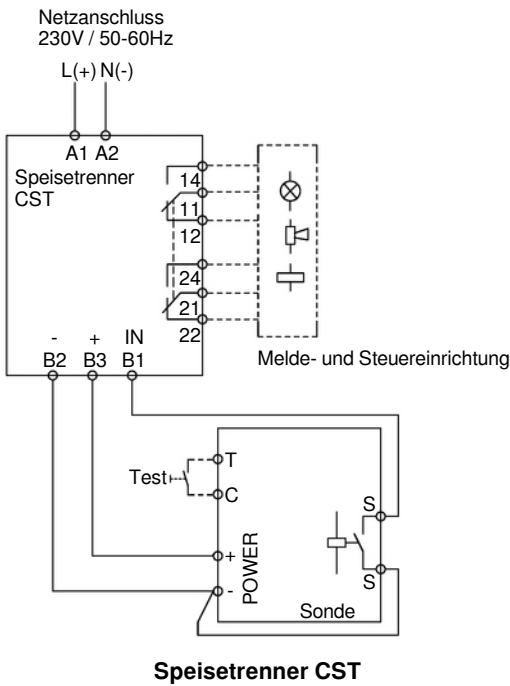 Netzanschluss
230V / 50-60Hz
L(+) N(-)
A1 A2
Speisetrenner
CST
14
11
12
24
21
22
- + IN
B2 B3 B1
Melde- und Steuereinrichtung
Test
T
C
S
+
POWER
-
S
Sonde
Speisetrenner CST